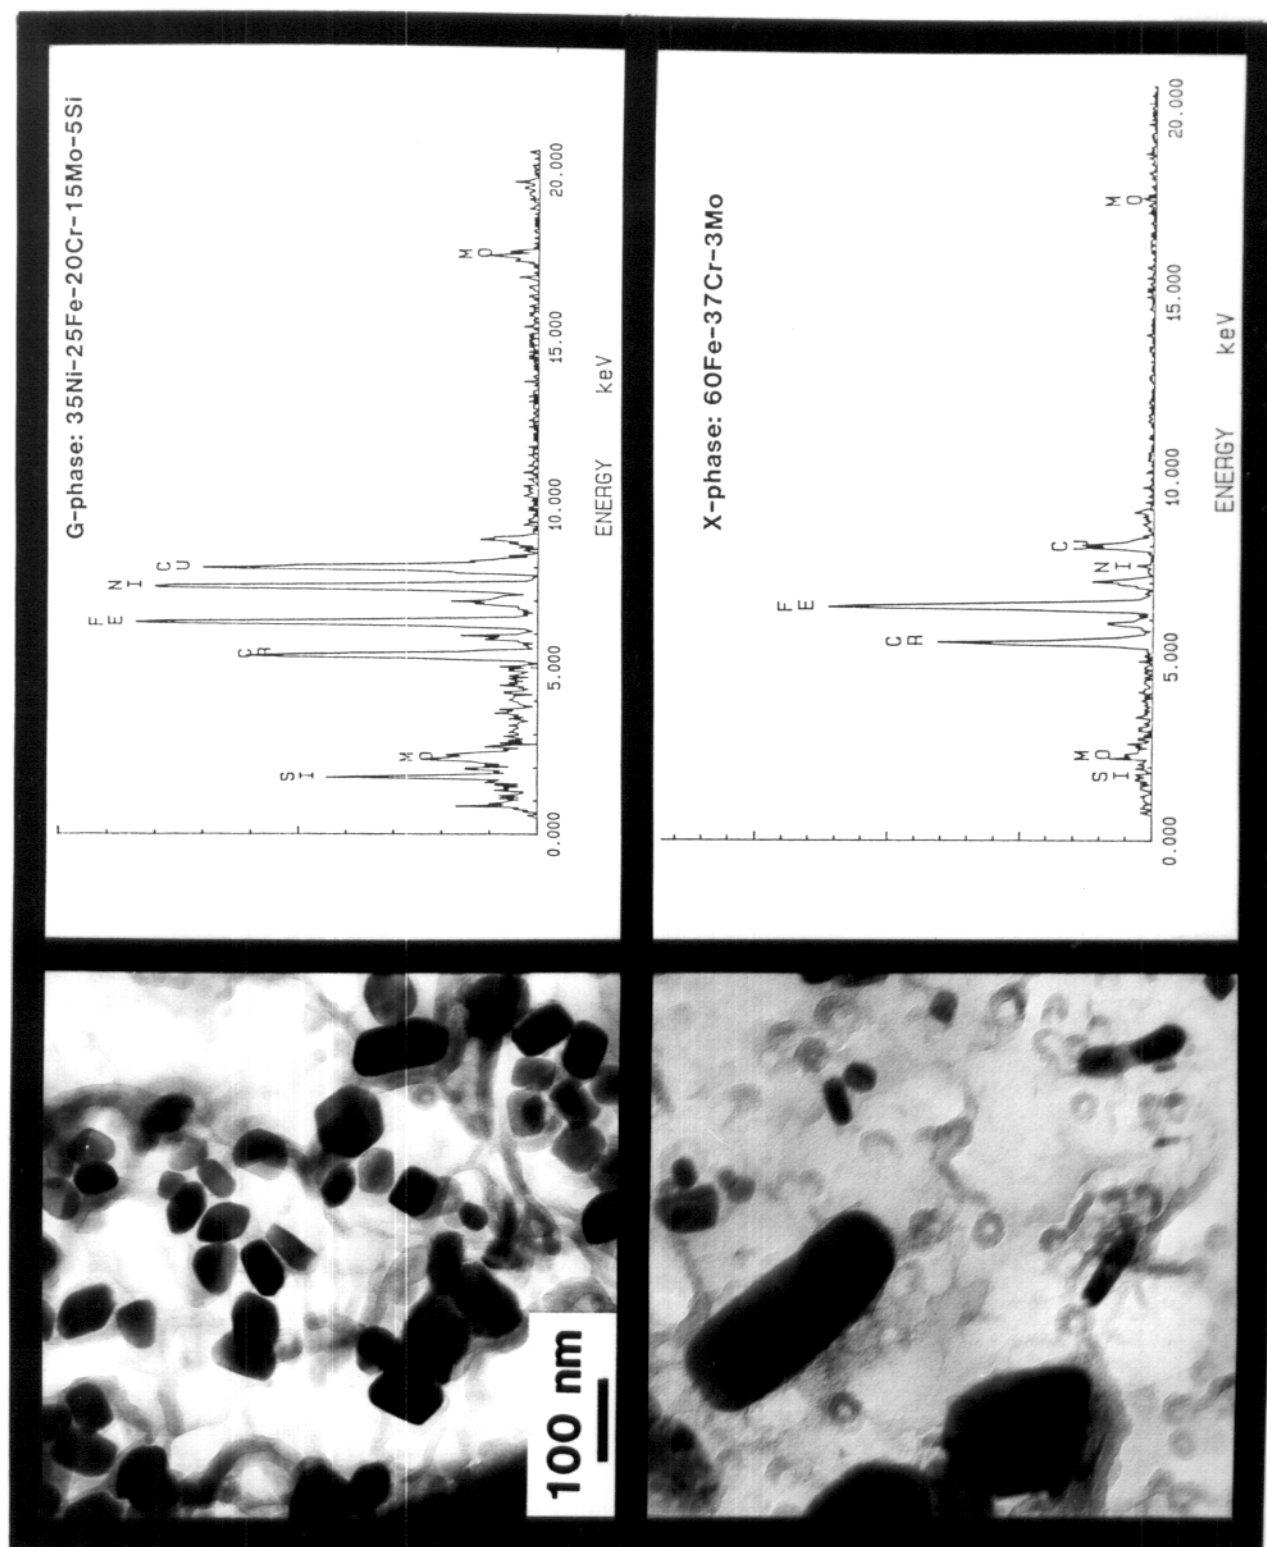 G-phase: 35Ni-25Fe-20Cr-15Mo-5Si
SI
MO
CR
FE
NI
CU
MO
0.000
5.000
10.000
15.000
20.000
ENERGY keV
X-phase: 60Fe-37Cr-3Mo
SI
MO
CR
FE
NI
CU
MO
0.000
5.000
10.000
15.000
20.000
ENERGY keV
100 nm